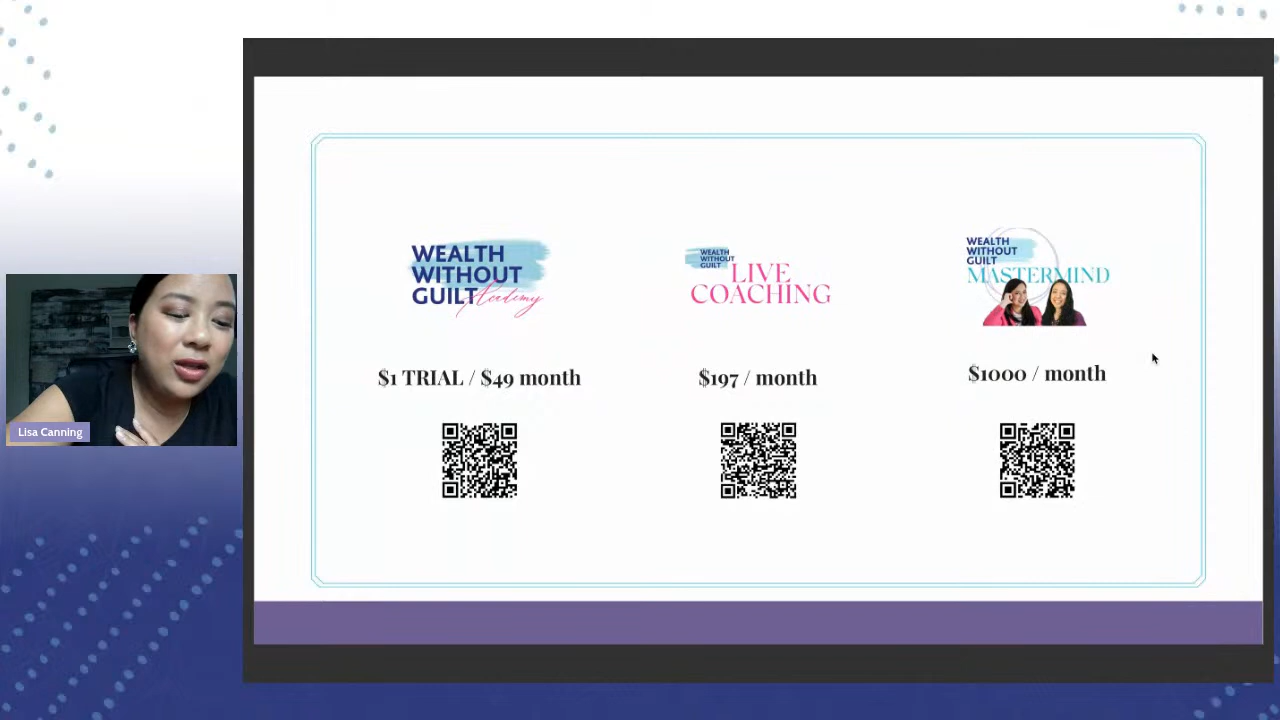 WEALTH
WITHOUT
GUILT Academy
$1 TRIAL / $49 month
WEALTH
WITHOUT
GUILT
LIVE
COACHING
$197 / month
WEALTH
WITHOUT
GUILT
MASTERMIND
$1000 / month
Lisa Canning